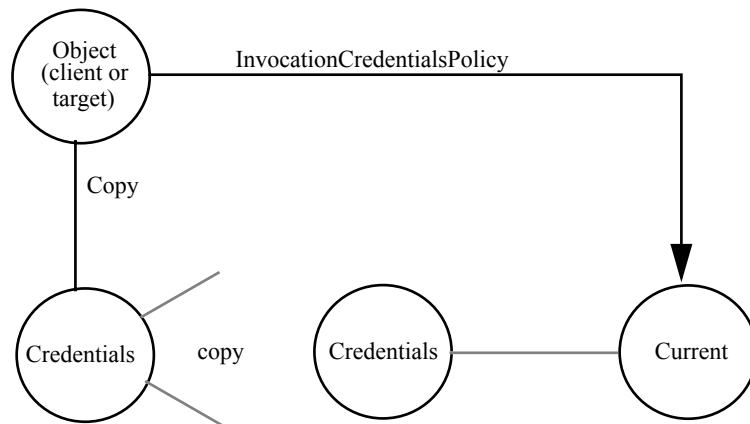 Object
(client or
target)
InvocationCredentialsPolicy
Copy
Credentials
copy
Credentials
Current